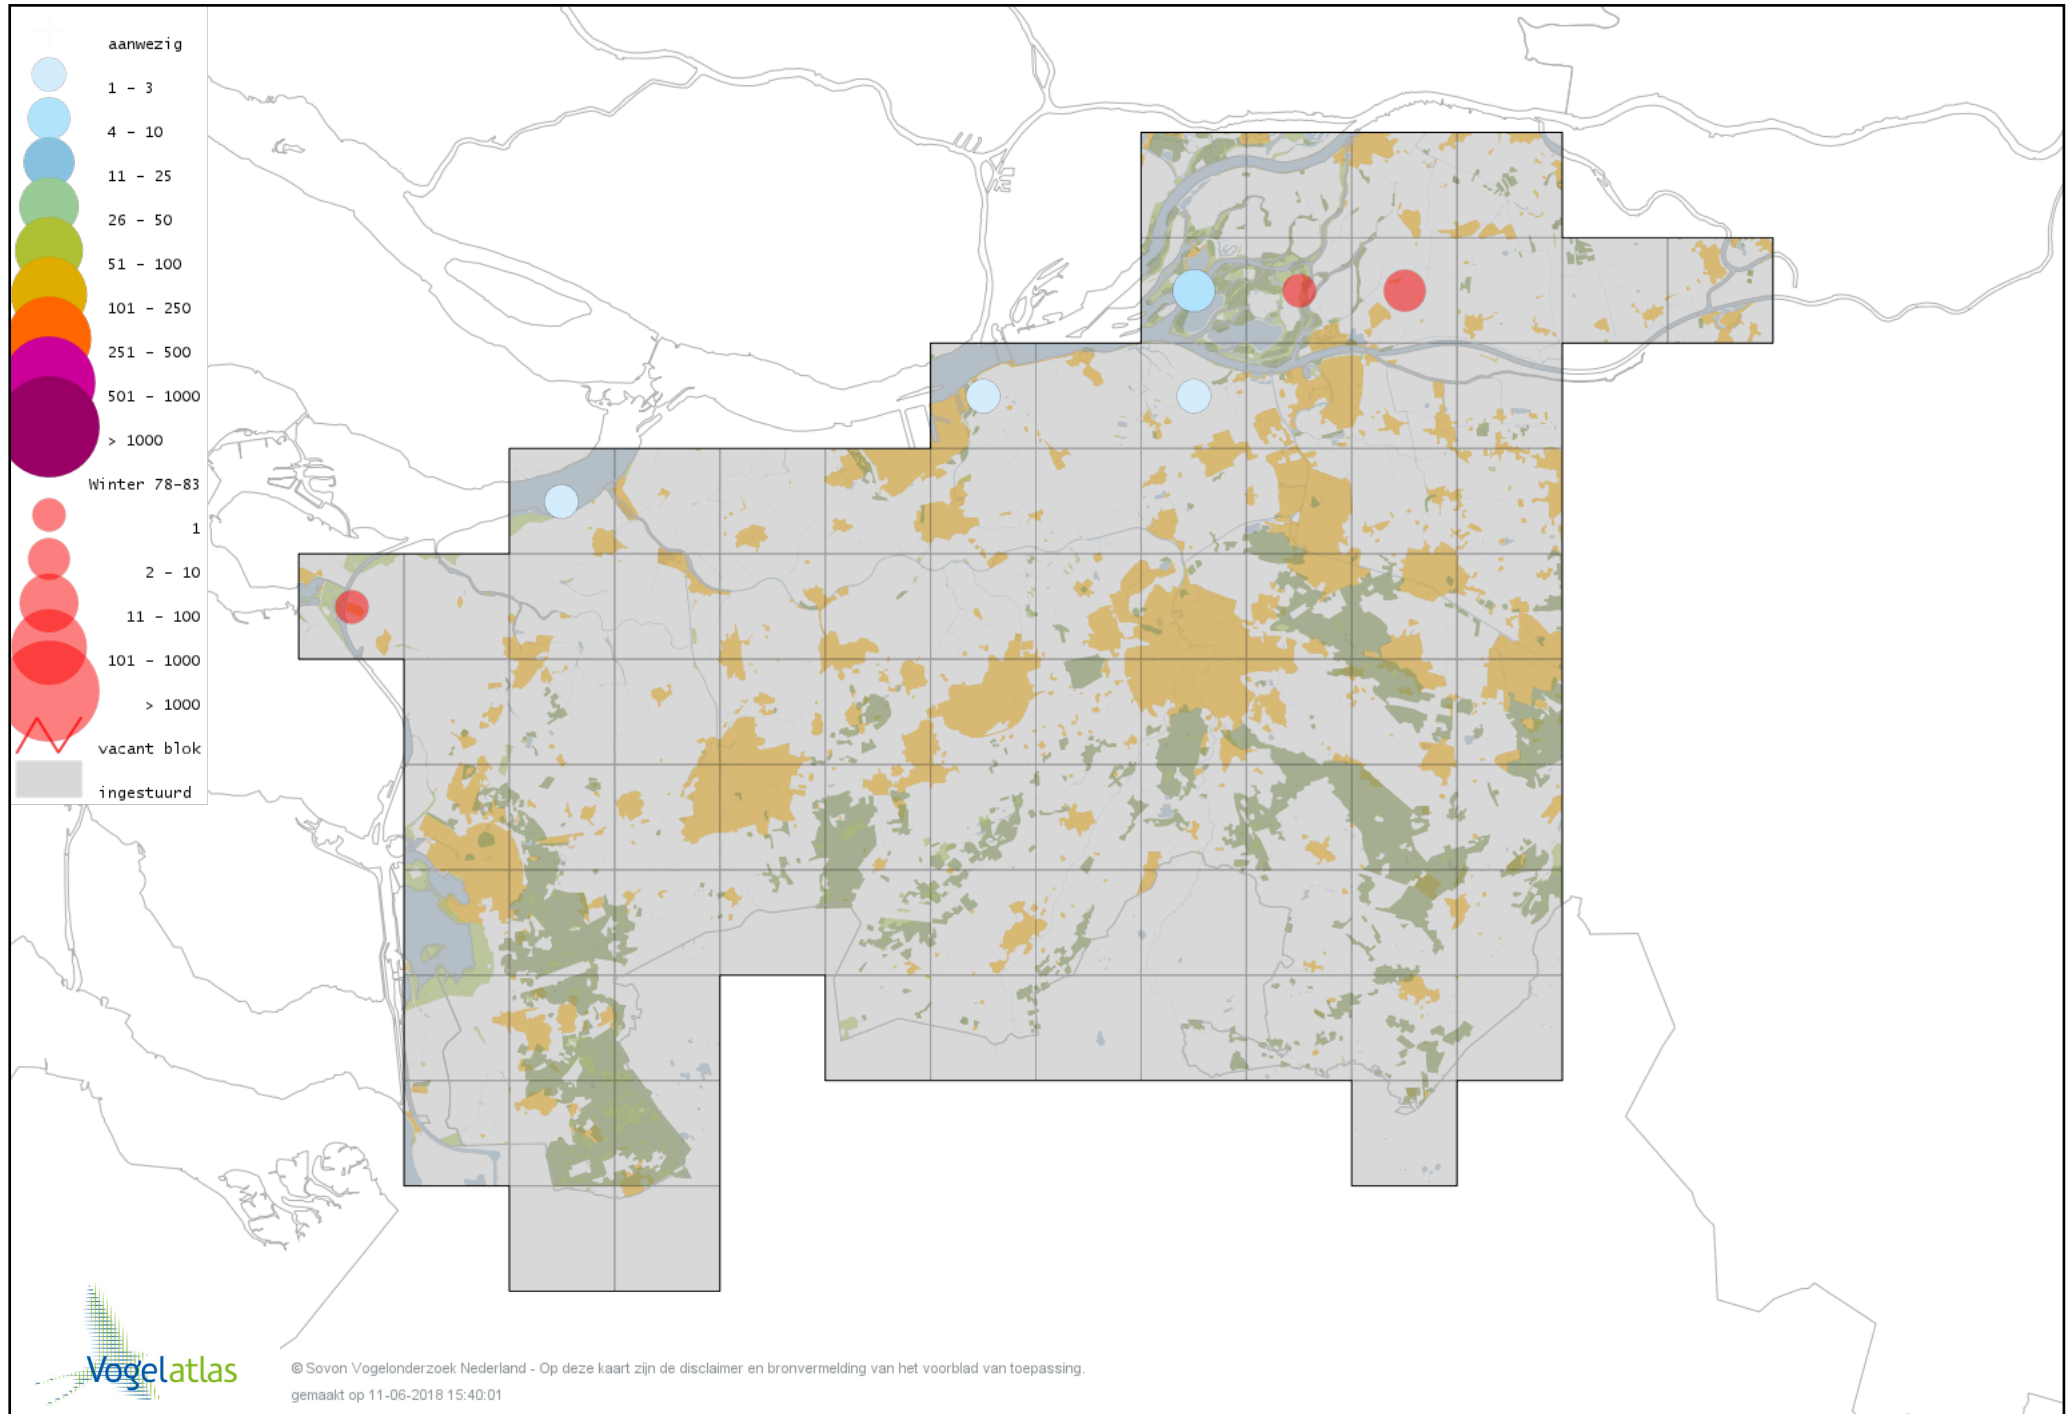 aanwezig
1 - 3
4 - 10
11 - 25
26 - 50
51 - 100
101 - 250
251 - 500
501 - 1000
> 1000
Winter 78-83
1
2 - 10
11 - 100
101 - 1000
> 1000
vacant blok
ingestuurd
Vogelatlas
© Sovon Vogelonderzoek Nederland - Op deze kaart zijn de disclaimer en bronvermelding van het voorblad van toepassing.
gemaakt op 11-06-2018 15:40:01